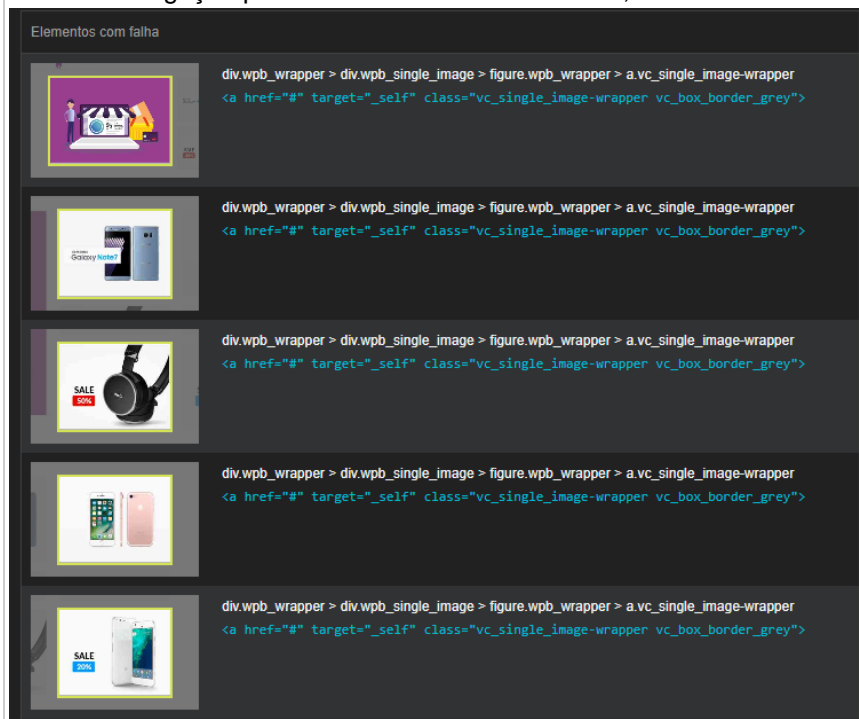 Elementos com falha
div.wpb_wrapper > div.wpb_single_image > figure.wpb_wrapper > a.vc_single_image-wrapper
<a href="#" target="_self" class="vc_single_image-wrapper vc_box_border_grey">
div.wpb_wrapper > div.wpb_single_image > figure.wpb_wrapper > a.vc_single_image-wrapper
<a href="#" target="_self" class="vc_single_image-wrapper vc_box_border_grey">
Galaxy Note7
div.wpb_wrapper > div.wpb_single_image > figure.wpb_wrapper > a.vc_single_image-wrapper
<a href="#" target="_self" class="vc_single_image-wrapper vc_box_border_grey">
SALE
50%
div.wpb_wrapper > div.wpb_single_image > figure.wpb_wrapper > a.vc_single_image-wrapper
<a href="#" target="_self" class="vc_single_image-wrapper vc_box_border_grey">
div.wpb_wrapper > div.wpb_single_image > figure.wpb_wrapper > a.vc_single_image-wrapper
<a href="#" target="_self" class="vc_single_image-wrapper vc_box_border_grey">
SALE
20%